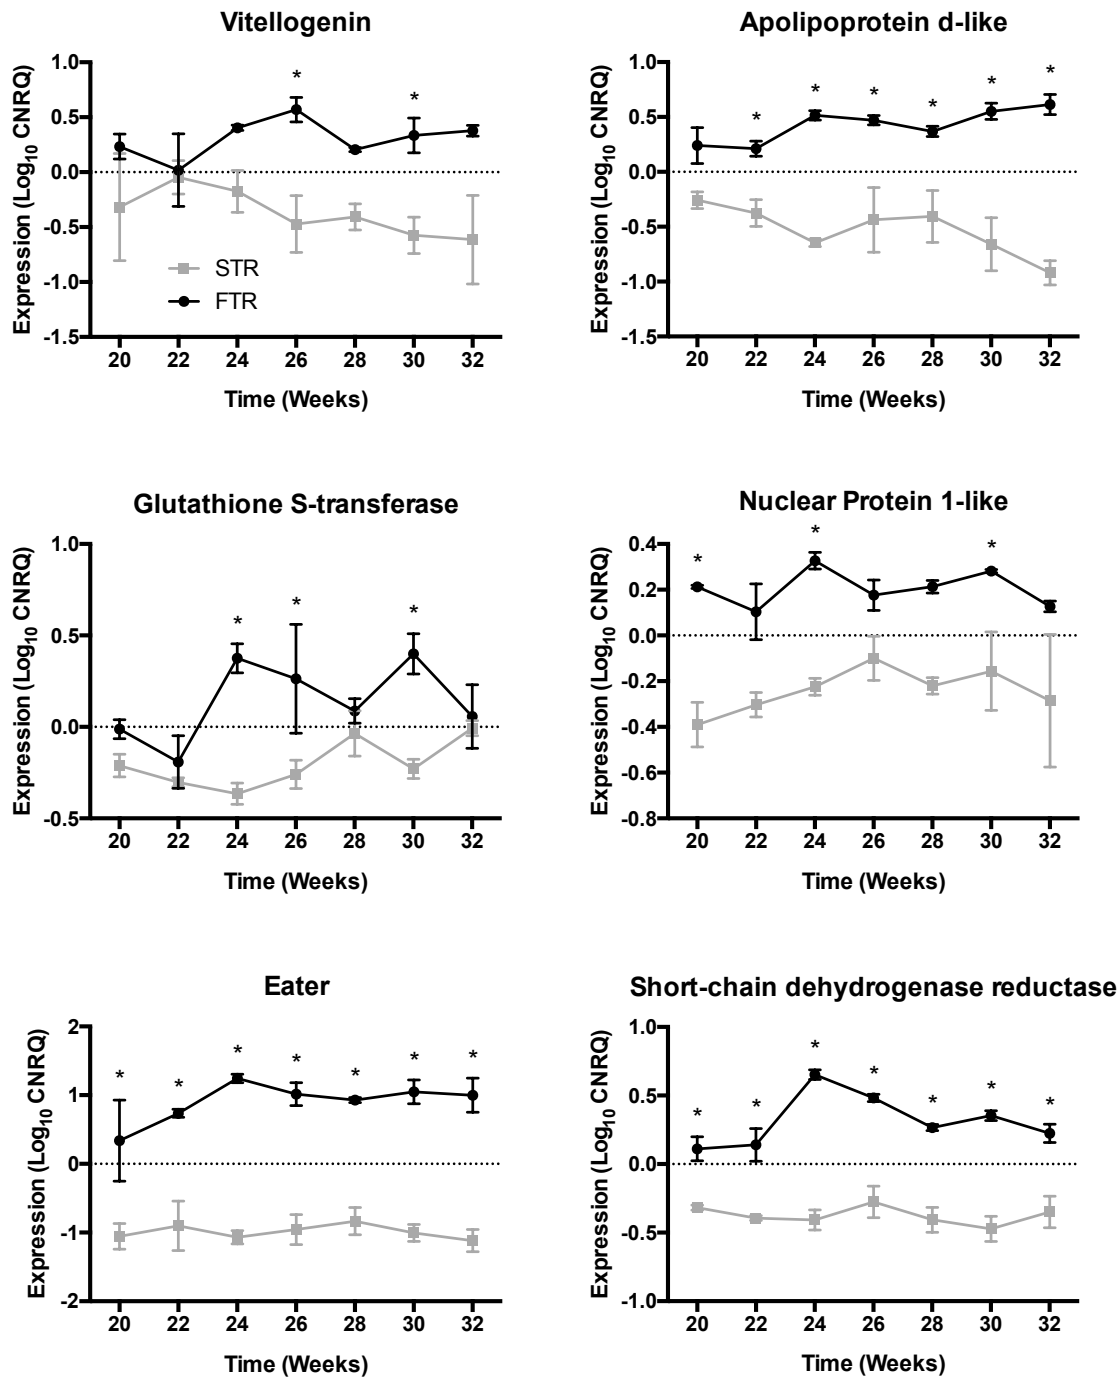 Vitellogenin
Expression (Log10 CNRQ)
1.0
* *
0.5
0.0
-0.5
STR
-1.0
FTR
-1.5
20 22 24 26 28 30 32
Time (Weeks)
Apolipoprotein d-like
Expression (Log10 CNRQ)
1.0
* * * * * *
0.5
0.0
-0.5
-1.0
-1.5
20 22 24 26 28 30 32
Time (Weeks)
Glutathione S-transferase
Expression (Log10 CNRQ)
1.0
* * *
0.5
0.0
-0.5
20 22 24 26 28 30 32
Time (Weeks)
Nuclear Protein 1-like
Expression (Log10 CNRQ)
* * *
0.4
0.2
0.0
-0.2
-0.4
-0.6
-0.8
20 22 24 26 28 30 32
Time (Weeks)
Eater
Expression (Log10 CNRQ)
2
* * * * * * *
1
0
-1
-2
20 22 24 26 28 30 32
Time (Weeks)
Short-chain dehydrogenase reductase
Expression (Log10 CNRQ)
1.0
* * * * * * *
0.5
0.0
-0.5
-1.0
20 22 24 26 28 30 32
Time (Weeks)